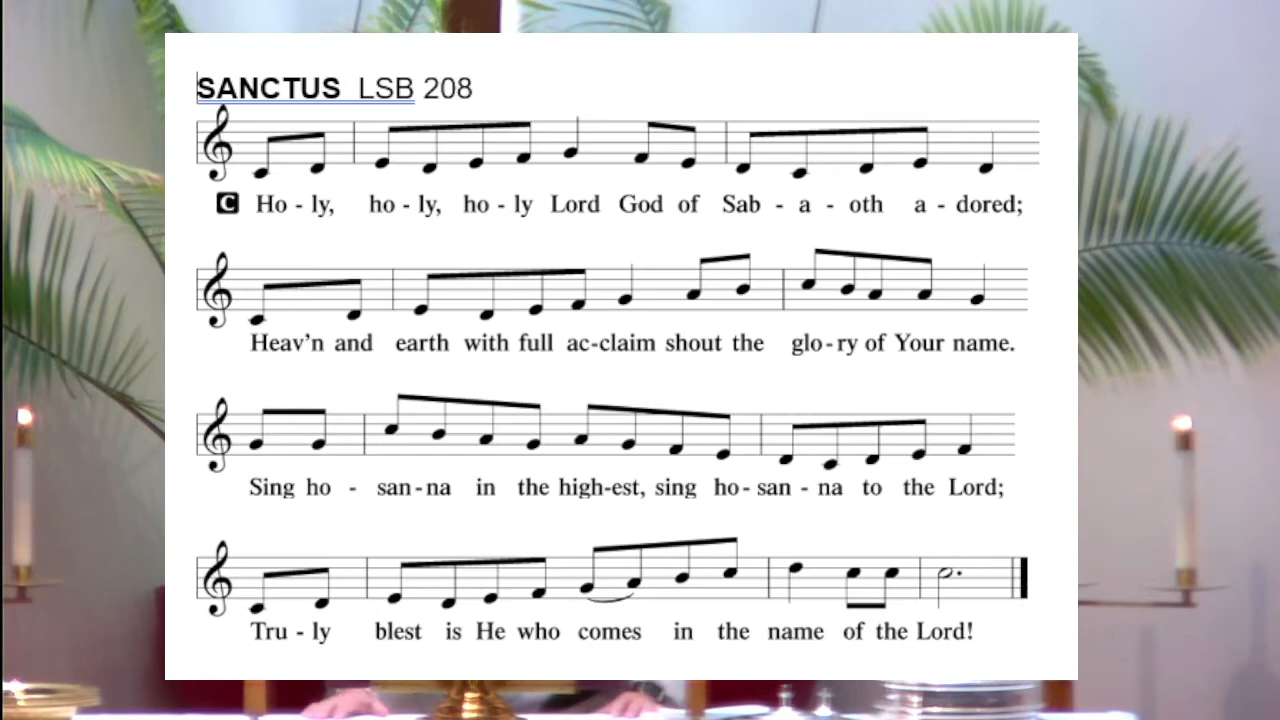 SANCTUS LSB 208
C Ho - ly, ho - ly, ho - ly Lord God of Sab - a - oth a - dored;
Heav'n and earth with full ac - claim shout the glo - ry of Your name.
Sing ho - san - na in the high - est, sing ho - san - na to the Lord;
Tru - ly blest is He who comes in the name of the Lord!